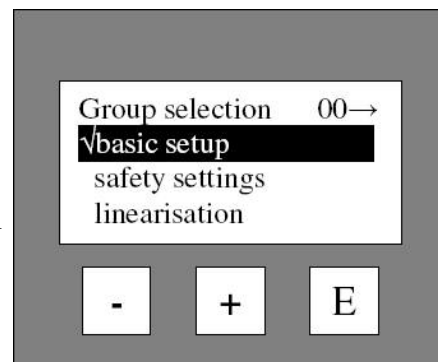 Group selection 00→
√basic setup
safety settings
linearisation
- + E